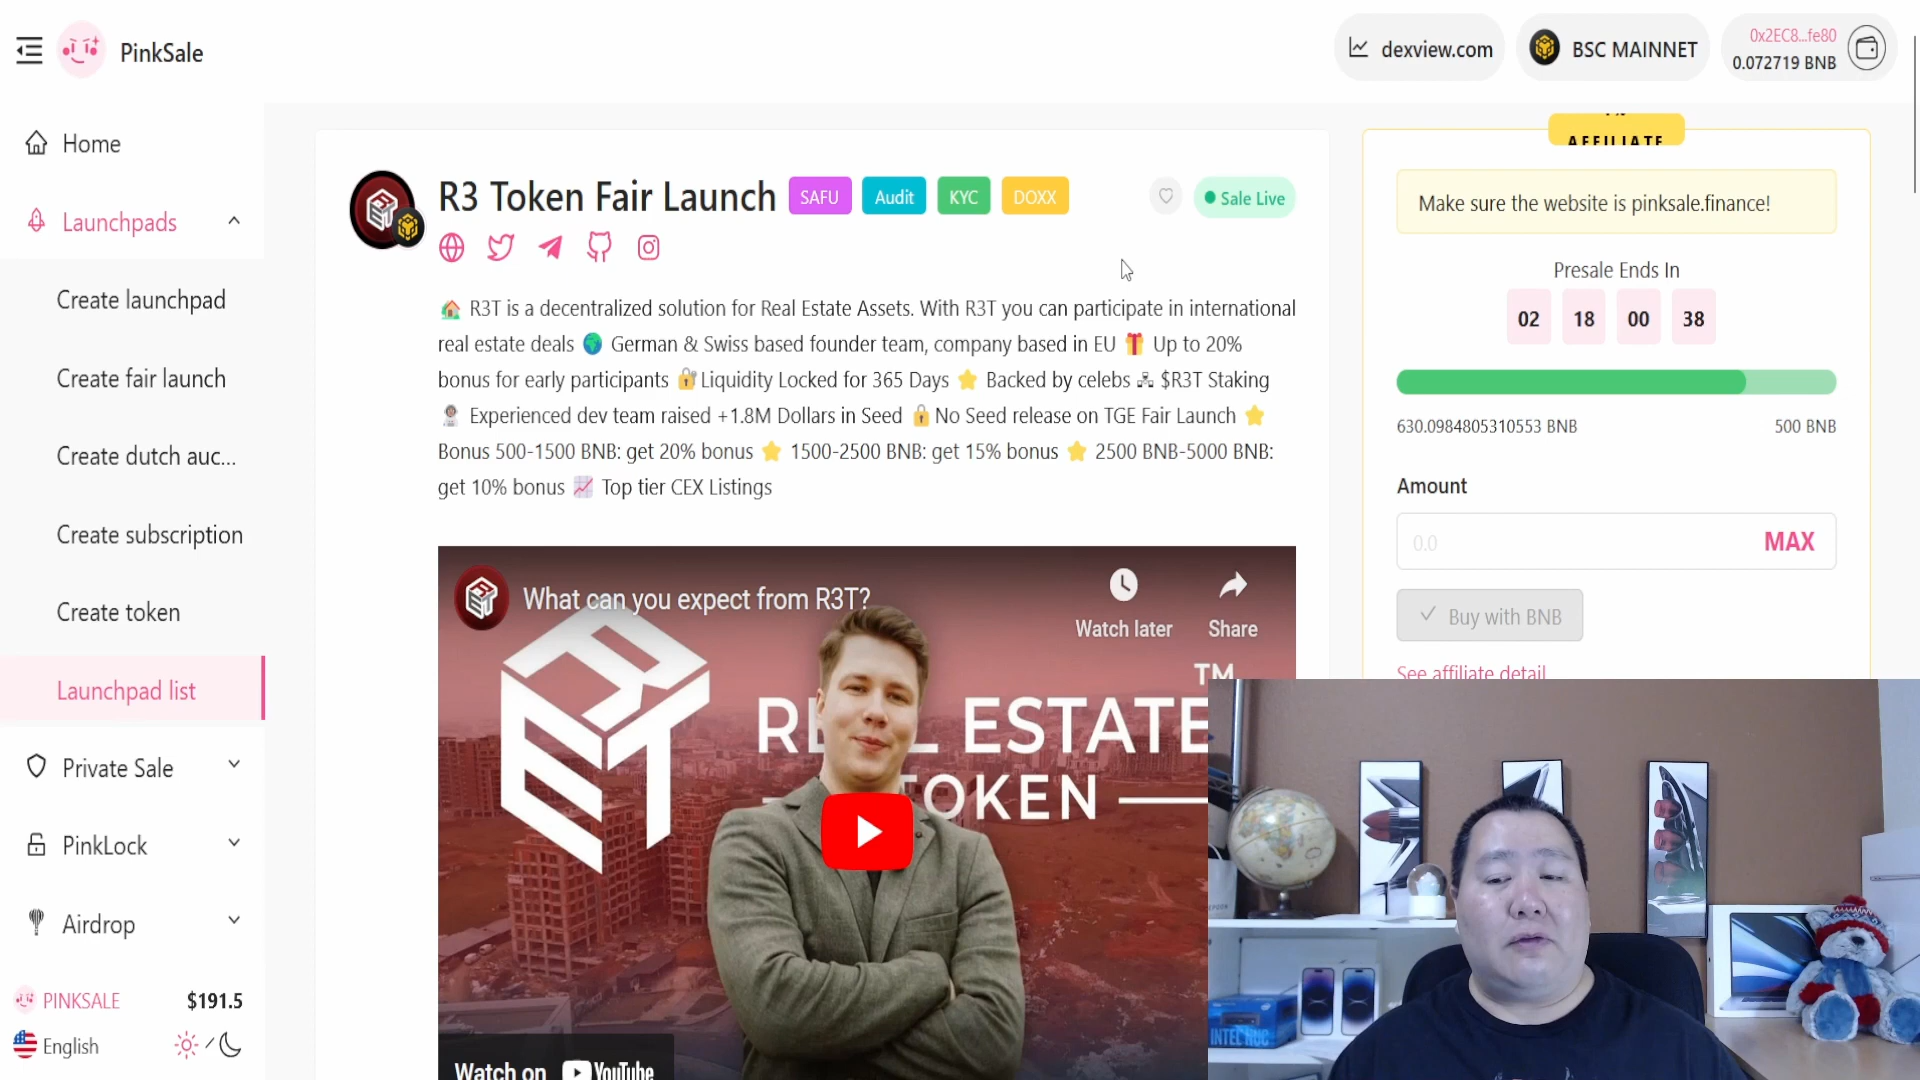 PinkSale
dexview.com
BSC MAINNET
0x2EC8...fe80
0.072719 BNB
Home
Launchpads
Create launchpad
Create fair launch
Create dutch auc...
Create subscription
Create token
Launchpad list
Private Sale
PinkLock
Airdrop
PINKSALE $191.5
English
R3 Token Fair Launch SAFU Audit KYC DOXX
Sale Live
R3T is a decentralized solution for Real Estate Assets. With R3T you can participate in international
real estate deals German & Swiss based founder team, company based in EU Up to 20%
bonus for early participants Liquidity Locked for 365 Days Backed by celebs $R3T Staking
Experienced dev team raised +1.8M Dollars in Seed No Seed release on TGE Fair Launch
Bonus 500-1500 BNB: get 20% bonus 1500-2500 BNB: get 15% bonus 2500 BNB-5000 BNB:
get 10% bonus Top tier CEX Listings
What can you expect from R3T?
Watch later
Share
RET
TM
ESTATE
TOKEN
Watch on YouTube
AFFILIATE
Make sure the website is pinksale.finance!
Presale Ends In
02 18 00 38
630.0984805310553 BNB 500 BNB
Amount
0.0 MAX
Buy with BNB
See affiliate detail
INTEL NUC